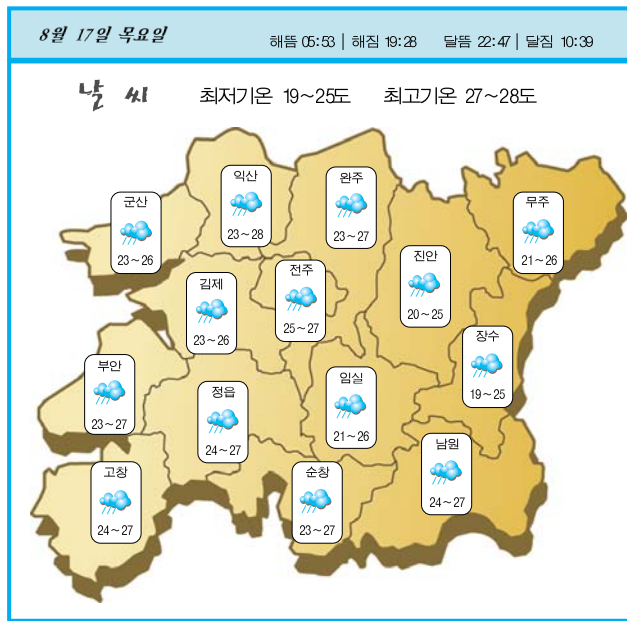 8월 17일 목요일
해뜸 05:53 | 해짐 19:28 달뜸 22:47 | 달짐 10:39
날 씨 최저기온 19~25도 최고기온 27~28도
군산
23~26
익산
23~28
완주
23~27
무주
21~26
김제
23~26
전주
25~27
진안
20~25
장수
19~25
부안
23~27
정읍
24~27
임실
21~26
남원
24~27
고창
24~27
순창
23~27